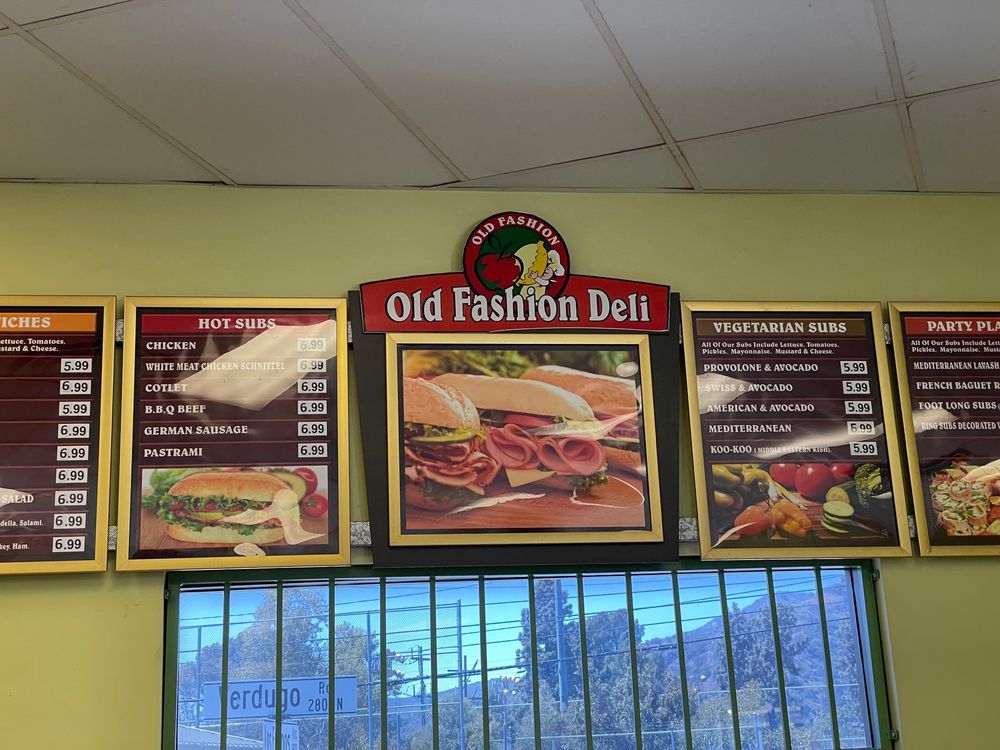 OLD FASHION
Old Fashion Deli
ICHES
ettuce, Tomatoes,
ustard & Cheese.
5.99
6.99
5.99
6.99
6.99
6.99
SALAD 6.99
della, Salami. 6.99
key, Ham. 6.99
HOT SUBS
CHICKEN 6.99
WHITE MEAT CHICKEN SCHNITZEL 6.99
COTLET 6.99
B.B.Q BEEF 6.99
GERMAN SAUSAGE 6.99
PASTRAMI 6.99
VEGETARIAN SUBS
All Of Our Subs Include Lettuce, Tomatoes,
Pickles, Mayonnaise, Mustard & Cheese.
PROVOLONE & AVOCADO 5.99
SWISS & AVOCADO 5.99
AMERICAN & AVOCADO 5.99
MEDITERRANEAN 5.99
KOO-KOO (MIDDLE EASTERN KISH) 5.99
PARTY PLA
All Of Our Subs Include Lett
Pickles, Mayonnaise, Mus
MEDITERRANEAN LAVASH
FRENCH BAGUET R
FOOT LONG SUBS
RING SUBS DECORATED
Verdugo Rd
2800 N